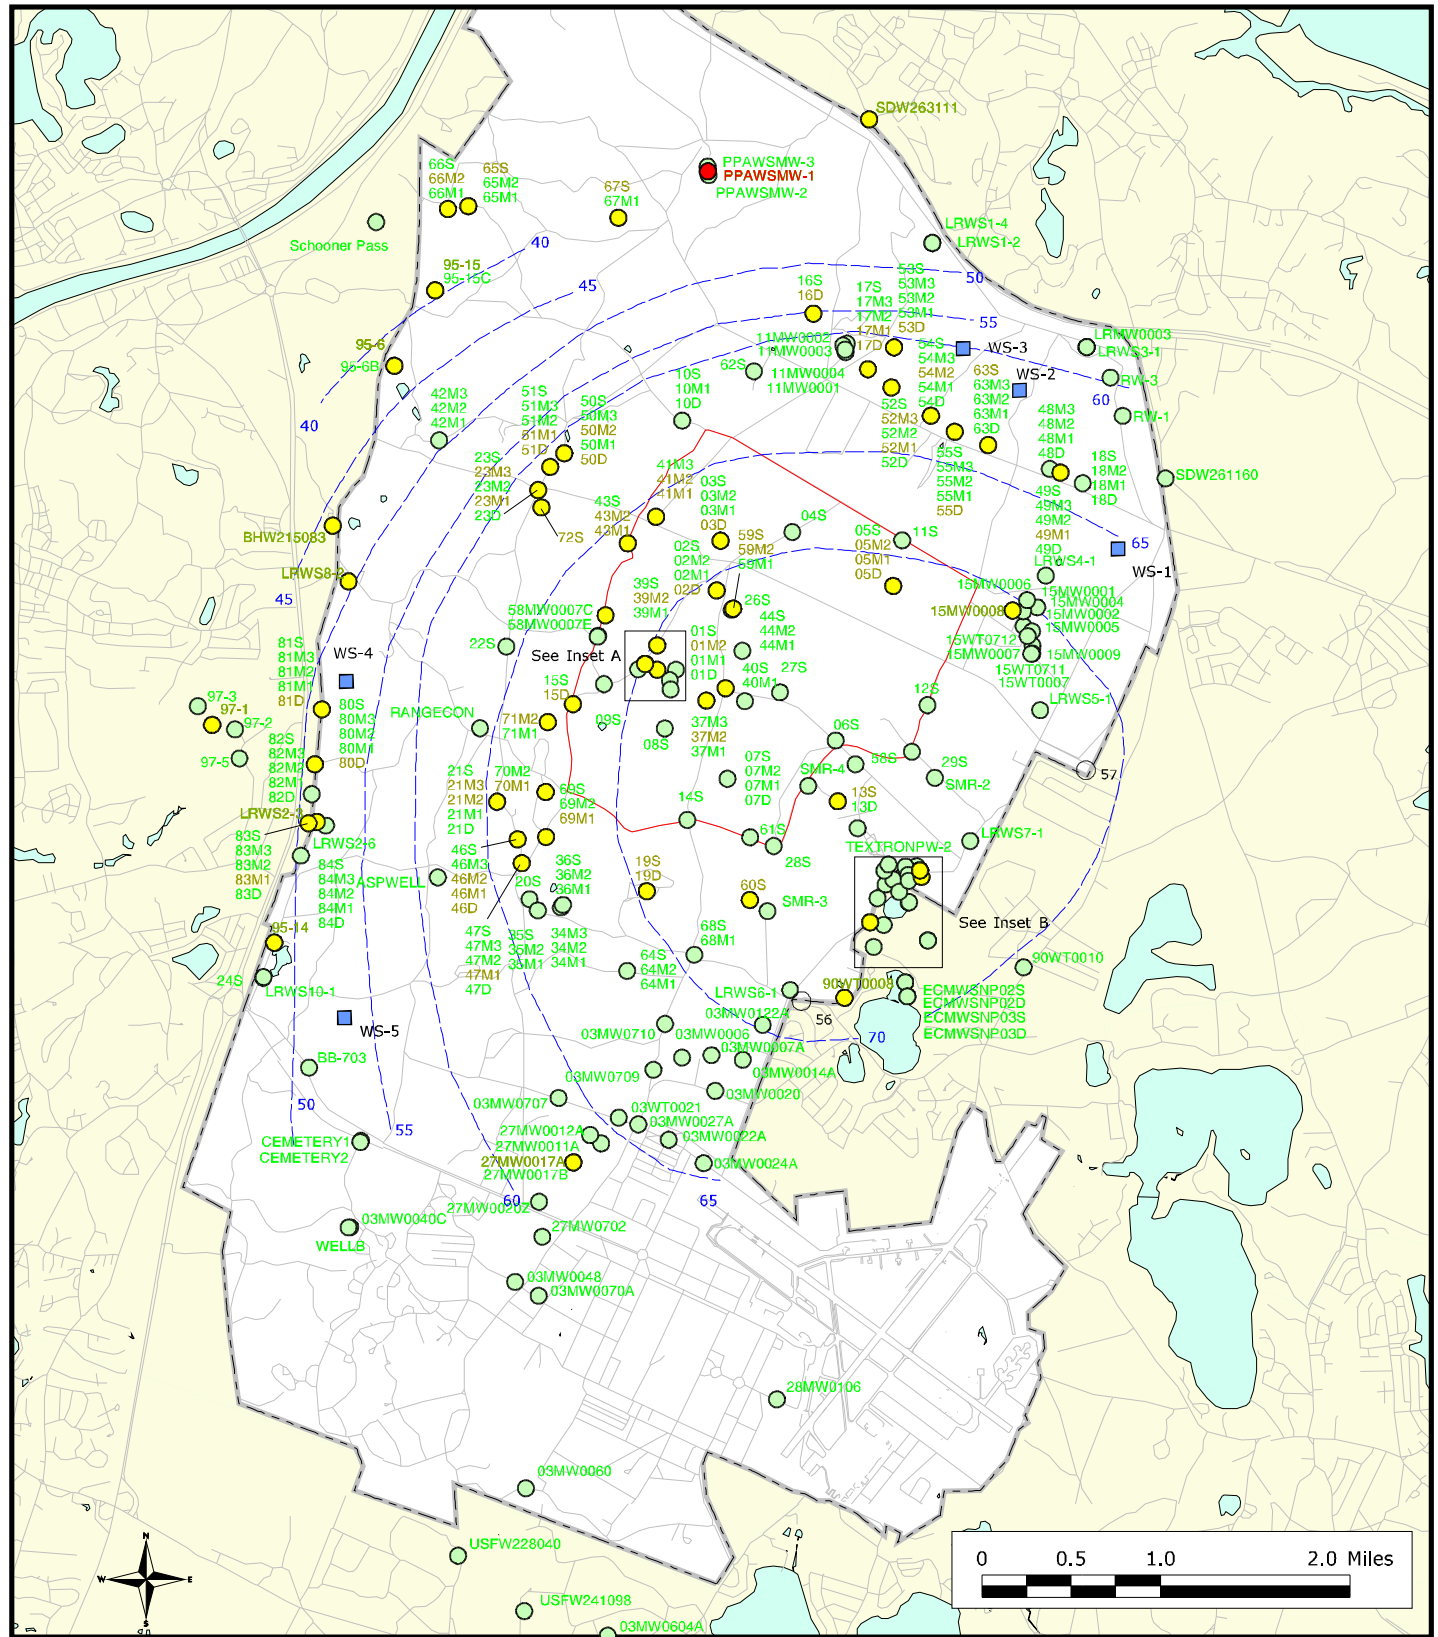 SDW263111
PPAWSMW-3
PPAWSMW-1
PPAWSMW-2
66S
66M2
66M1
65S
65M2
65M1
67S
67M1
Schooner Pass
LRWS1-4
LRWS1-2
40
45
50
55
95-15
95-15C
16S
16D
17S
17M3
17M2
17M1
17D
53S
53M3
53M2
53M1
53D
11MW0002
11MW0003
11MW0004
11MW0001
62S
54S
54M3
54M2
54M1
54D
WS-3
WS-2
LRMW0003
LRWS3-1
RW-3
60
RW-1
95-6
95-6B
40
42M3
42M2
42M1
10S
10M1
10D
63S
63M3
63M2
63M1
63D
51S
51M3
51M2
51M1
51D
50S
50M3
50M2
50M1
50D
52S
52M3
52M2
52M1
52D
48M3
48M2
48M1
48D
18S
18M2
18M1
18D
SDW261160
23S
23M3
23M2
23M1
23D
41M3
41M2
41M1
03S
03M2
03M1
03D
55S
55M3
55M2
55M1
55D
49S
49M3
49M2
49M1
49D
43S
43M2
42M1
72S
04S
05S
05M2
05M1
05D
11S
65
WS-1
BHW215083
LRWS8-2
45
59S
59M2
59M1
02S
02M2
02M1
02D
LRWS4-1
39S
39M2
39M1
26S
58MW0007C
58MW0007E
15MW0006
15MW0001
15MW0004
15MW0008
15MW0002
15MW0005
15WT0712
15MW0007
15MW0009
15WT0711
15WT0007
22S
See Inset A
01S
01M2
01M1
01D
44S
44M2
44M1
WS-4
81S
81M3
81M2
81M1
81D
15S
15D
40S
40M1
27S
12S
LRWS5-1
97-3
97-1
97-2
97-5
80S
80M3
80M2
80M1
80D
RANGECON
71M2
71M1
09S
08S
37M3
37M2
37M1
06S
58S
29S
SMR-4
SMR-2
57
82S
82M3
82M2
82M1
82D
21S
21M3
21M2
21M1
21D
70M2
70M1
69S
69M2
69M1
07S
07M2
07M1
07D
14S
13S
13D
LRWS2-3
LRWS2-6
83S
83M3
83M2
83M1
83D
61S
28S
TEXTRONPW-2
LRWS7-1
84S
84M3
84M2
84M1
84D
ASPWELL
46S
46M3
46M2
46M1
46D
36S
36M2
36M1
20S
19S
19D
60S
SMR-3
See Inset B
95-14
47S
47M3
47M2
47M1
47D
35S
35M2
35M1
34M3
34M2
34M1
68S
68M1
64S
64M2
64M1
90WT0010
24S
LRWS10-1
LRWS6-1
90WT0008
56
ECMWSNP02S
ECMWSNP02D
ECMWSNP03S
ECMWSNP03D
WS-5
03MW0122A
03MW0710
03MW0006
03MW0007A
70
BB-703
03MW0709
03MW0014A
03MW0020
50
55
03MW0707
03WT0021
03MW0027A
03MW0022A
03MW0024A
CEMETERY1
CEMETERY2
27MW0012A
27MW0011A
27MW0017A
27MW0017B
60
65
27MW0020Z
27MW0702
03MW0040C
WELLB
03MW0048
03MW0070A
28MW0106
03MW0060
USFW228040
USFW241098
03MW0604A
N
W
E
S
0 0.5 1.0 2.0 Miles